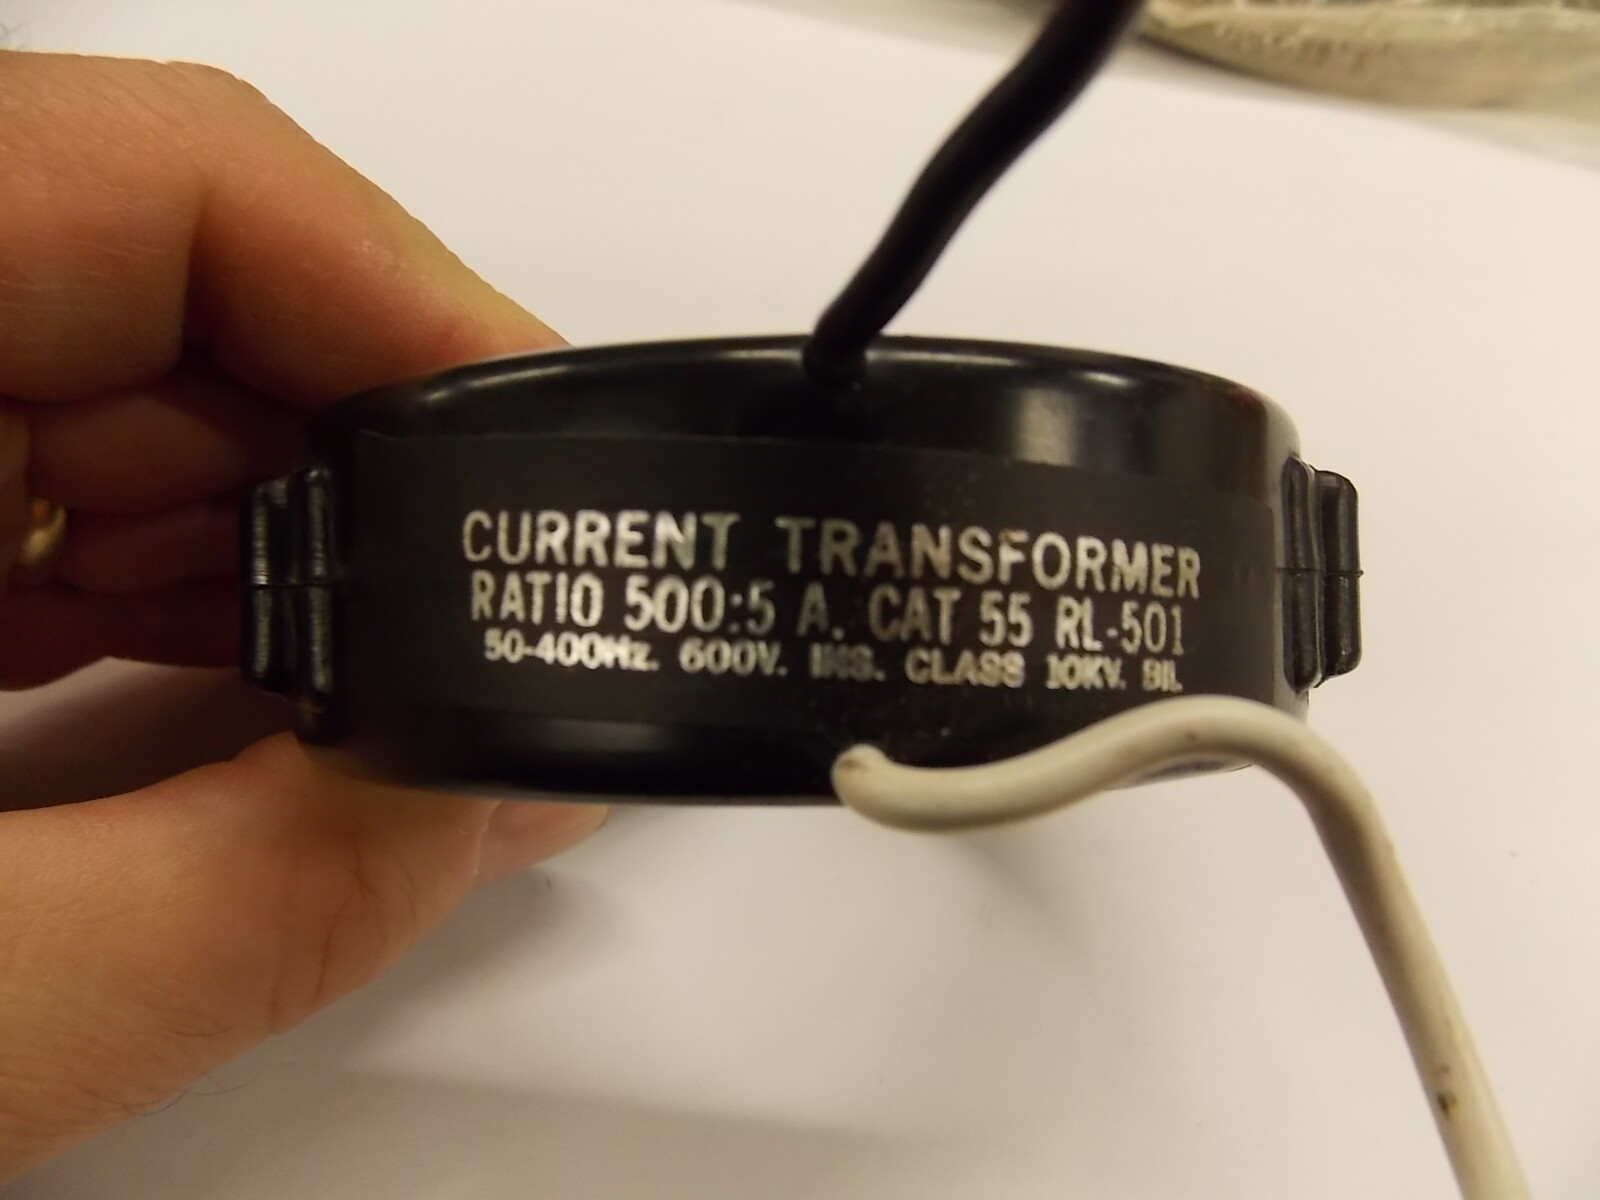 CURRENT TRANSFORMER
RATIO 500:5 A. CAT 55 RL-501
50-400Hz. 600V. INS. CLASS 10KV. BIL.